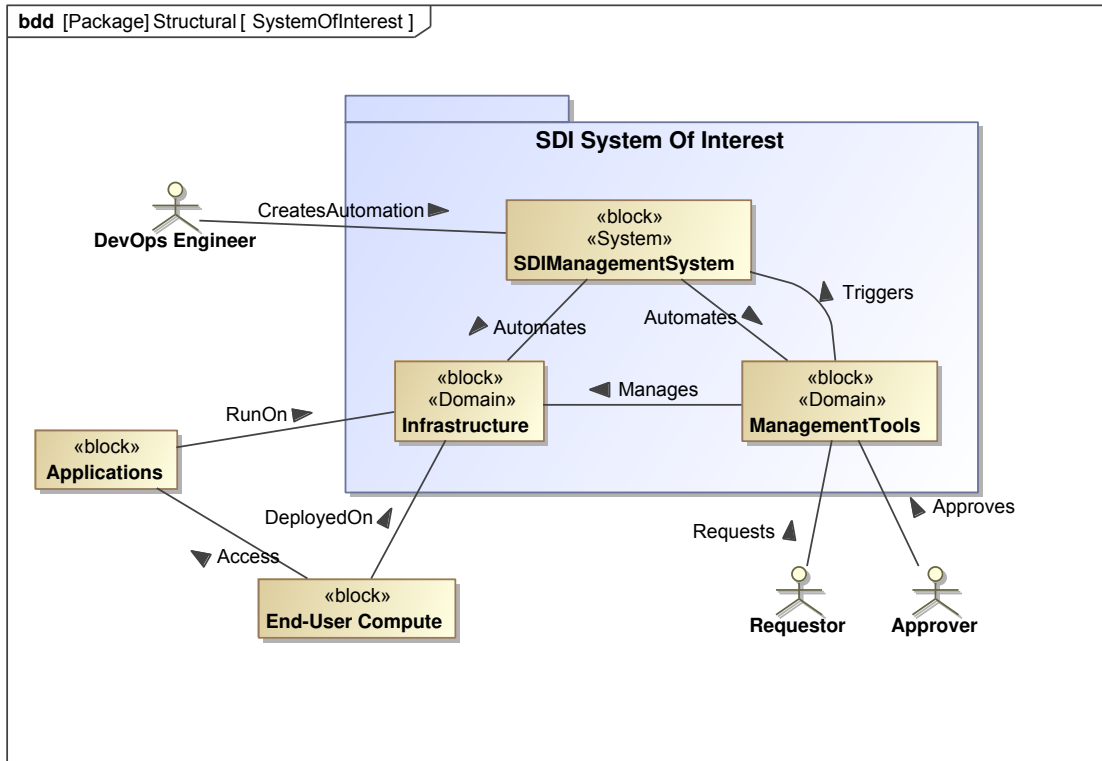 bdd [Package] Structural [ SystemOfInterest ]
SDI System Of Interest
CreatesAutomation
DevOps Engineer
«block»
«System»
SDIManagementSystem
Triggers
Automates
Automates
«block»
«Domain»
Infrastructure
Manages
«block»
«Domain»
ManagementTools
RunOn
«block»
Applications
DeployedOn
Access
Requests
Approves
«block»
End-User Compute
Requestor
Approver